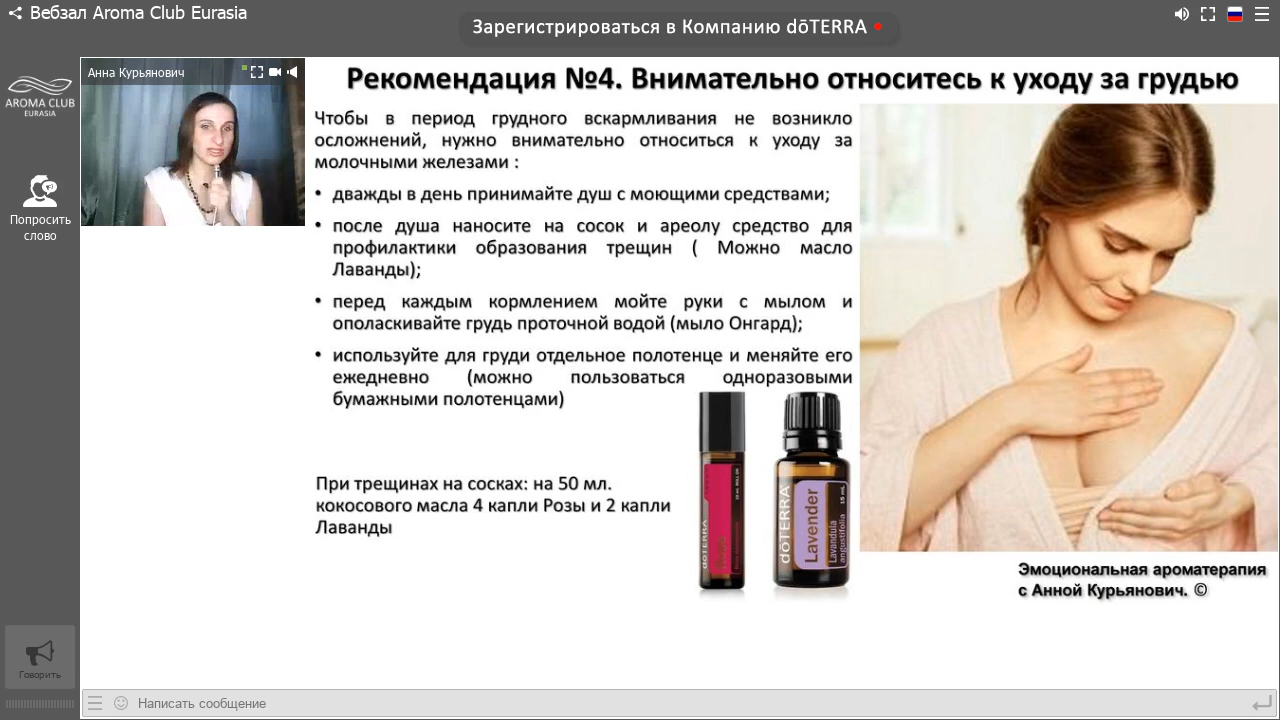 Вебзал Aroma Club Eurasia
Зарегистрироваться в Компанию dōTERRA
AROMA CLUB
EURASIA
Попросить
слово
Говорить
Анна Курьянович
Рекомендация №4. Внимательно относитесь к уходу за грудью
Чтобы в период грудного вскармливания не возникло
осложнений, нужно внимательно относиться к уходу за
молочными железами :
• дважды в день принимайте душ с моющими средствами;
• после душа наносите на сосок и ареолу средство для
профилактики образования трещин ( Можно масло
Лаванды);
• перед каждым кормлением мойте руки с мылом и
ополаскивайте грудь проточной водой (мыло Онгард);
• используйте для груди отдельное полотенце и меняйте его
ежедневно (можно пользоваться одноразовыми
бумажными полотенцами)
При трещинах на сосках: на 50 мл.
кокосового масла 4 капли Розы и 2 капли
Лаванды
dōTERRA
Rose
dōTERRA
Lavender
Lavandula
angustifolia
15 mL
Эмоциональная ароматерапия
с Анной Курьянович. ©
Написать сообщение